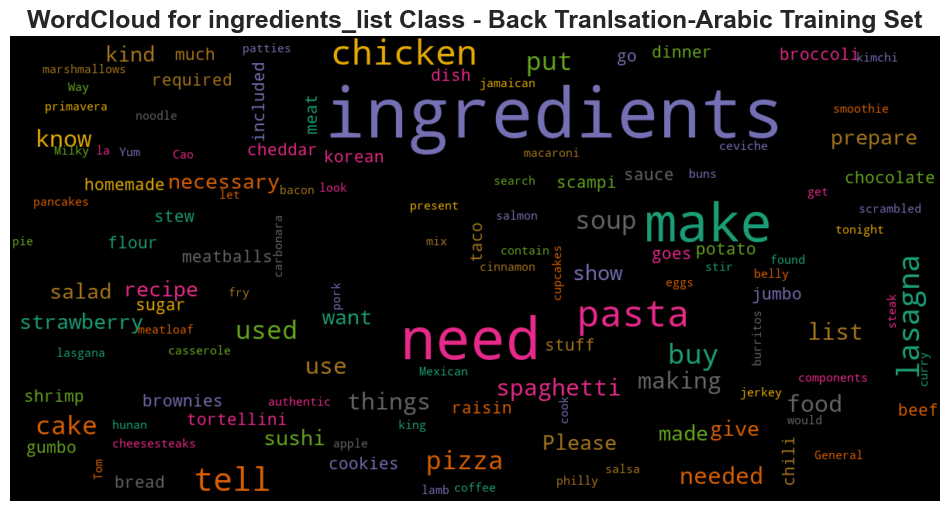 WordCloud for ingredients_list Class - Back Tranlsation-Arabic Training Set
kind much patties chicken put go dinner broccoli kimchi
marshmallows required included dish jamaican
Way meat ingredients
primavera noodle smoothie
know prepare
Milky la Yum Cao cheddar korean macaroni ceviche
homemade necessary bacon look search scampi sauce buns chocolate
pancakes let get
stew present salmon soup make scrambled
pie flour carbonara mix taco contain goes potato found tonight
meatballs cinnamon cupcakes show stir belly
salad recipe fry pork eggs jumbo
sugar want pasta steak lasagna
strawberry meatloaf used need stuff burritos list
lasgana casserole buy curry
use Mexican making components
shrimp brownies authentic things spaghetti cook jerkey food
raisin beef
cake tortellini king made give would
gumbo hunan cheesesteaks sushi apple Please chili General
Tom cookies pizza salsa needed
bread tell lamb coffee philly